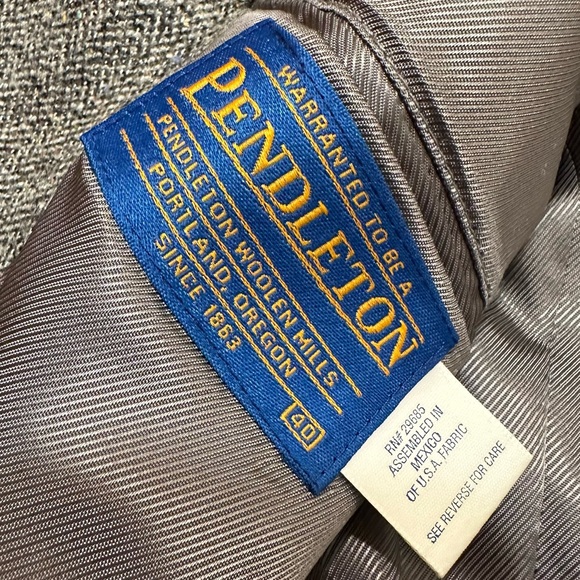 WARRANTED TO BE A
PENDLETON
PENDLETON WOOLEN MILLS
PORTLAND, OREGON
SINCE 1863
40
RN# 29685
ASSEMBLED IN
MEXICO
OF U.S.A. FABRIC
SEE REVERSE FOR CARE